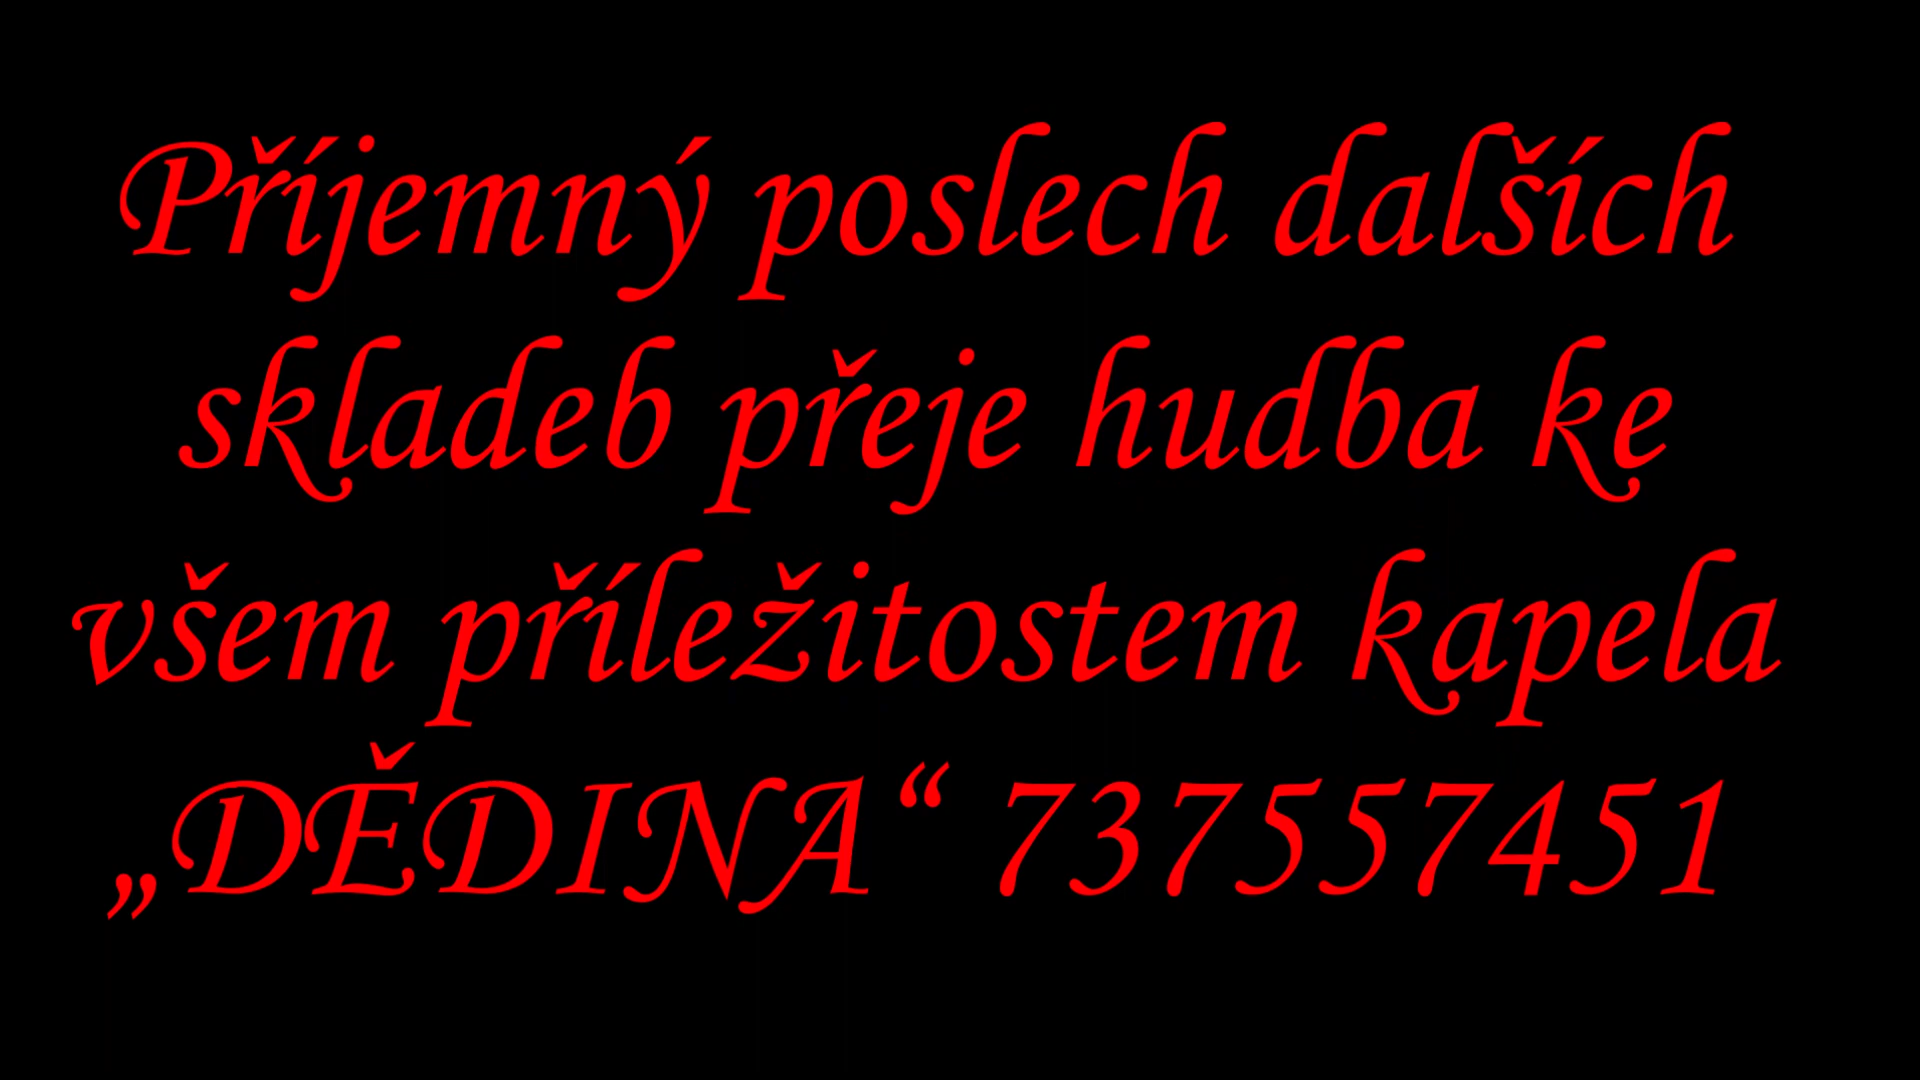 Příjemný poslech dalších
skladeb přeje hudba ke
všem příležitostem kapela
„DĚDINA“ 737557451